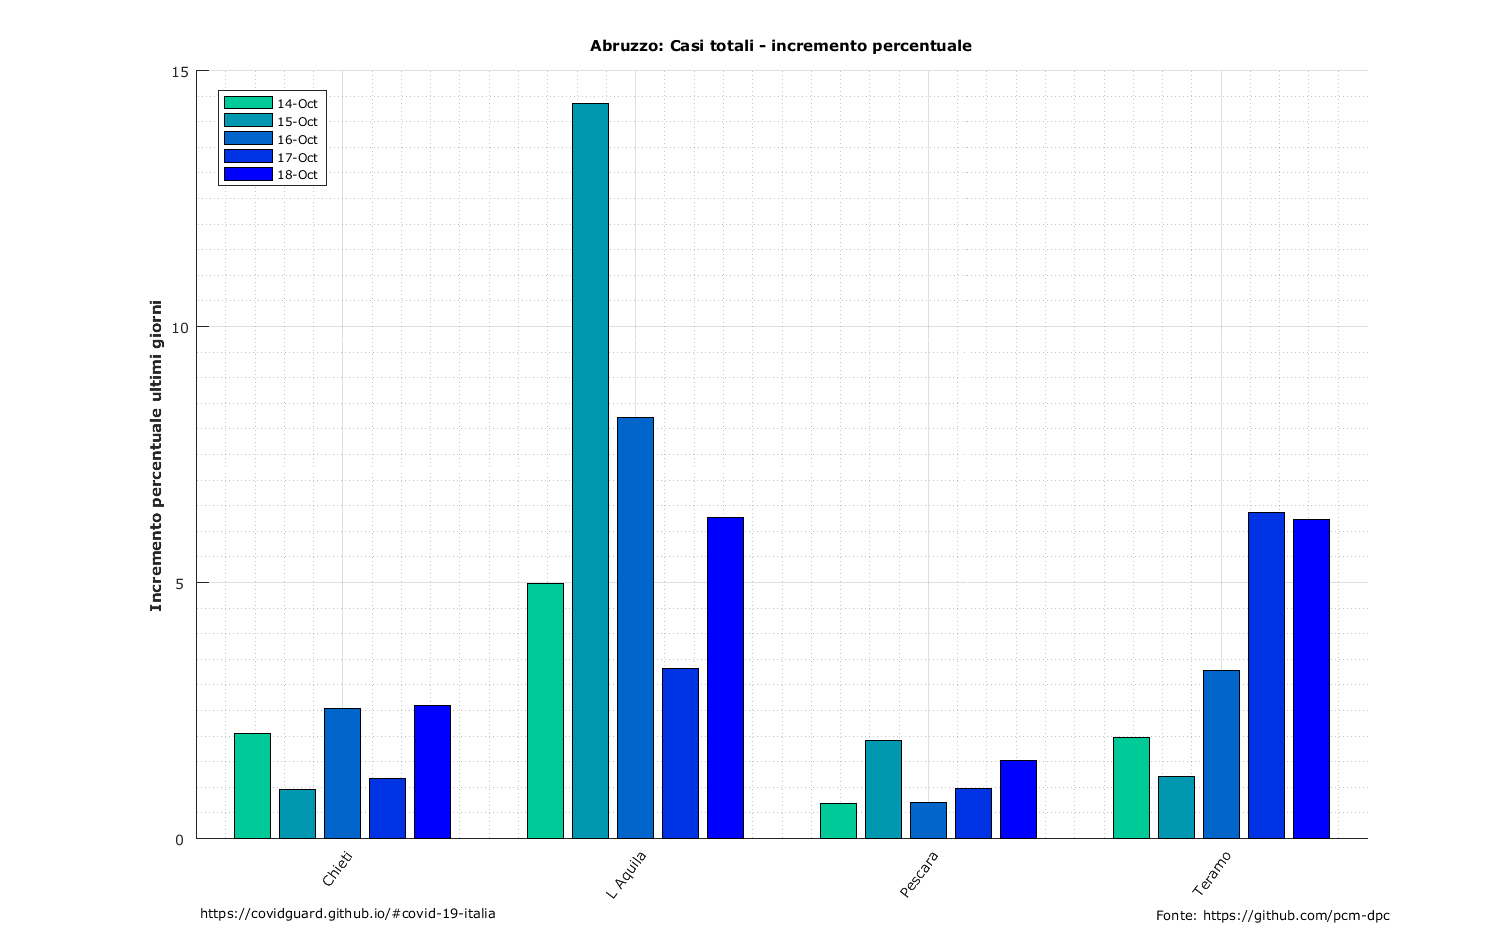 Abruzzo: Casi totali - incremento percentuale
15
14-Oct
15-Oct
16-Oct
17-Oct
18-Oct
10
Incremento percentuale ultimi giorni
5
0
Chieti
L Aquila
Pescara
Teramo
https://covidguard.github.io/#covid-19-italia
Fonte: https://github.com/pcm-dpc